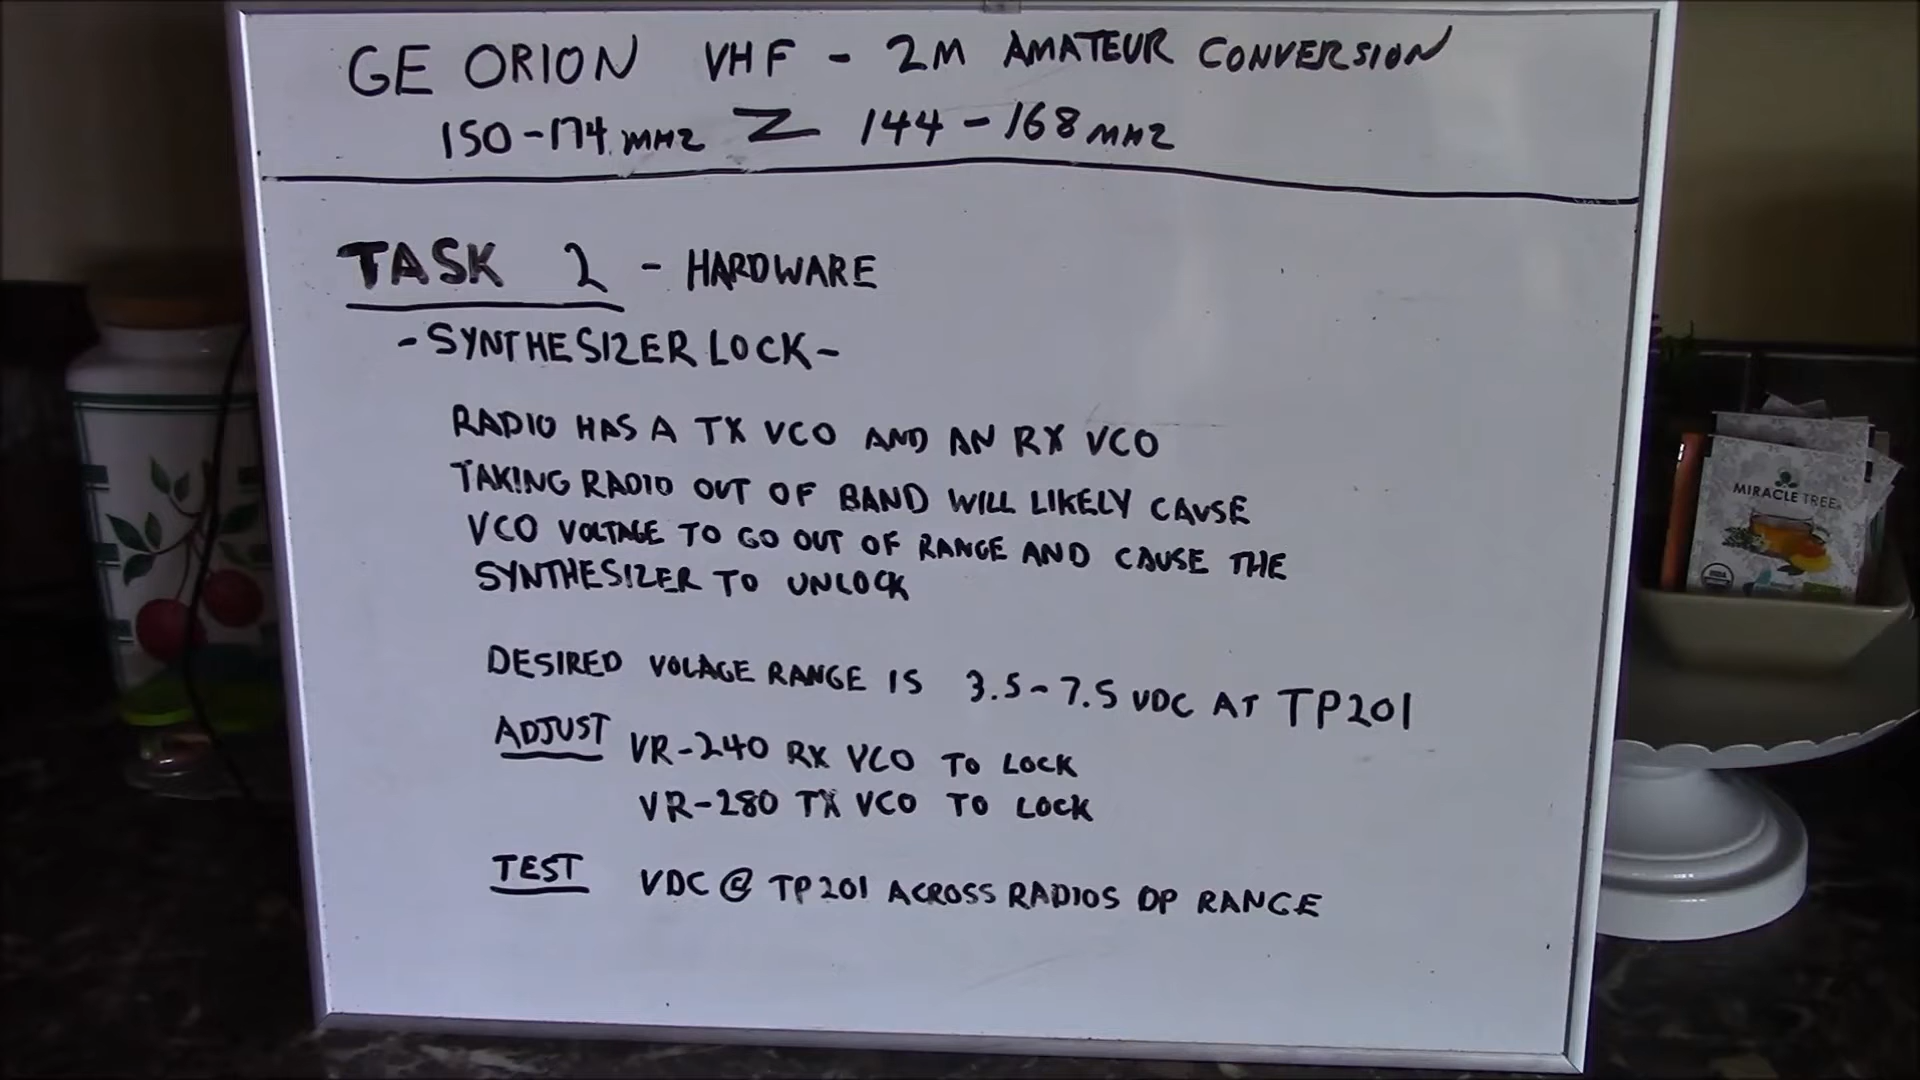 GE ORION VHF - 2M AMATEUR CONVERSION
150-174 MHZ Z 144-168 MHZ
TASK 2 - HARDWARE
-SYNTHESIZER LOCK-
RADIO HAS A TX VCO AND AN RX VCO
TAKING RADIO OUT OF BAND WILL LIKELY CAUSE
VCO VOLTAGE TO GO OUT OF RANGE AND CAUSE THE
SYNTHESIZER TO UNLOCK
DESIRED VOLAGE RANGE IS 3.5-7.5 VDC AT TP201
ADJUST VR-240 RX VCO TO LOCK
VR-280 TX VCO TO LOCK
TEST VDC @ TP201 ACROSS RADIOS OP RANGE
MIRACLE TREE
USDA